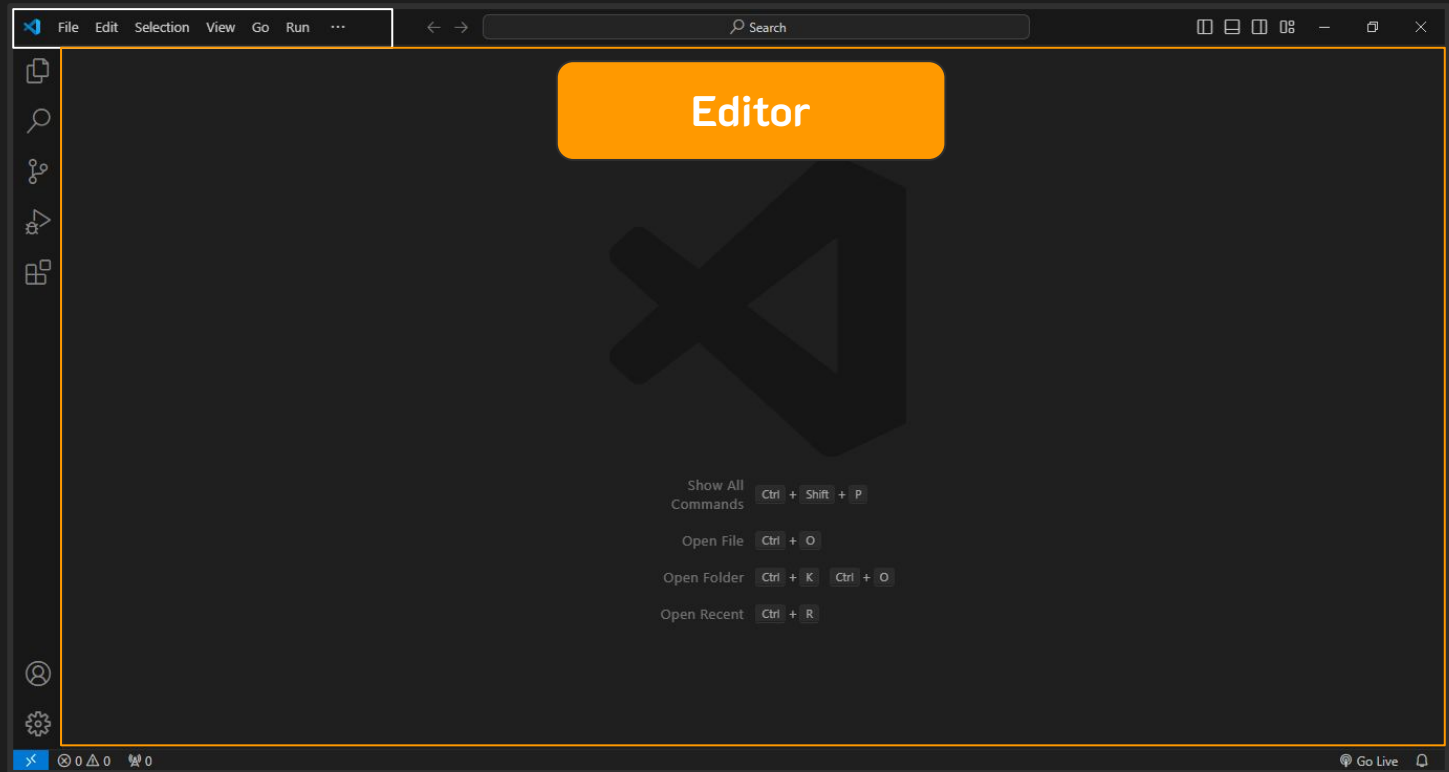 File Edit Selection View Go Run ···
Search
Editor
Show All
Commands Ctrl + Shift + P
Open File Ctrl + O
Open Folder Ctrl + K Ctrl + O
Open Recent Ctrl + R
0 0 0
Go Live